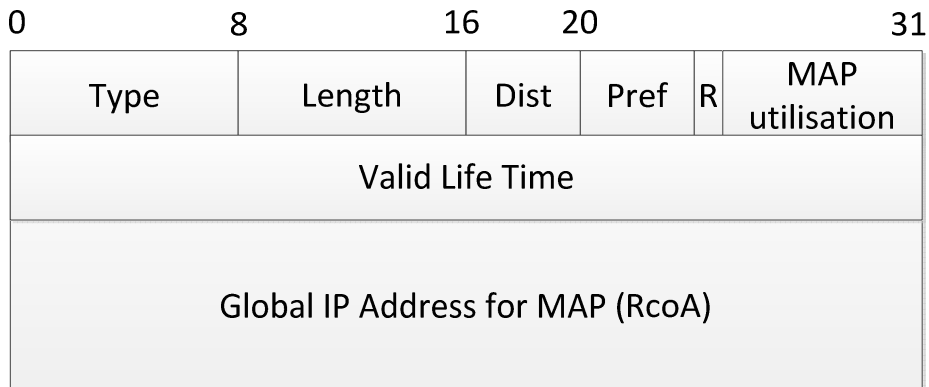 0 8 16 20 31
Type Length Dist Pref R MAP
utilisation
Valid Life Time
Global IP Address for MAP (RcoA)